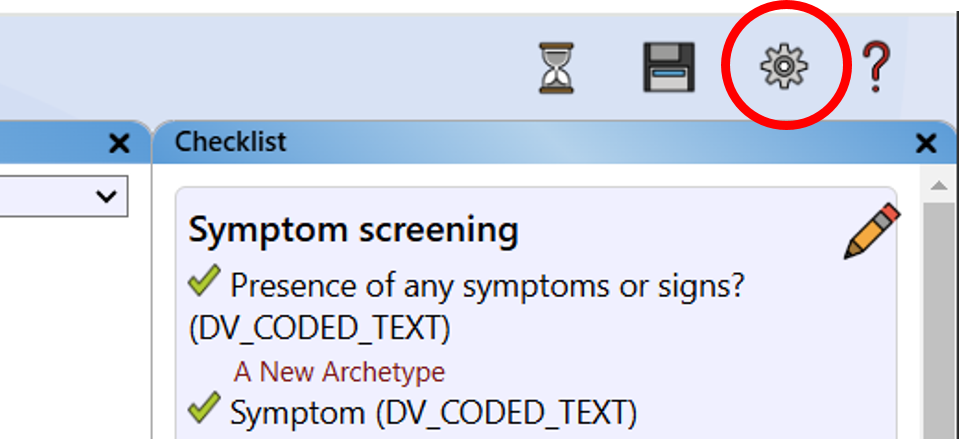 Checklist
Symptom screening
Presence of any symptoms or signs?
(DV_CODED_TEXT)
A New Archetype
Symptom (DV_CODED_TEXT)